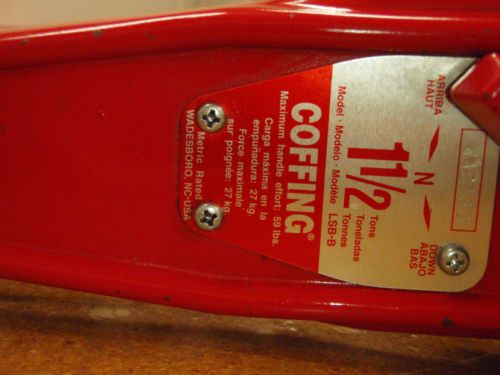 ARRIBA
HAUT
N
DOWN
ABAJO
BAS
Model · Modelo · Modèle LSB-B
1 1/2
Tons
Toneladas
Tonnes
COFFING®
Maximum handle effort: 59 lbs.
Carga máxima en la
empuñadura: 27 kg.
Force maximale
sur poignée: 27 kg.
Metric Rated
WADESBORO, NC-USA